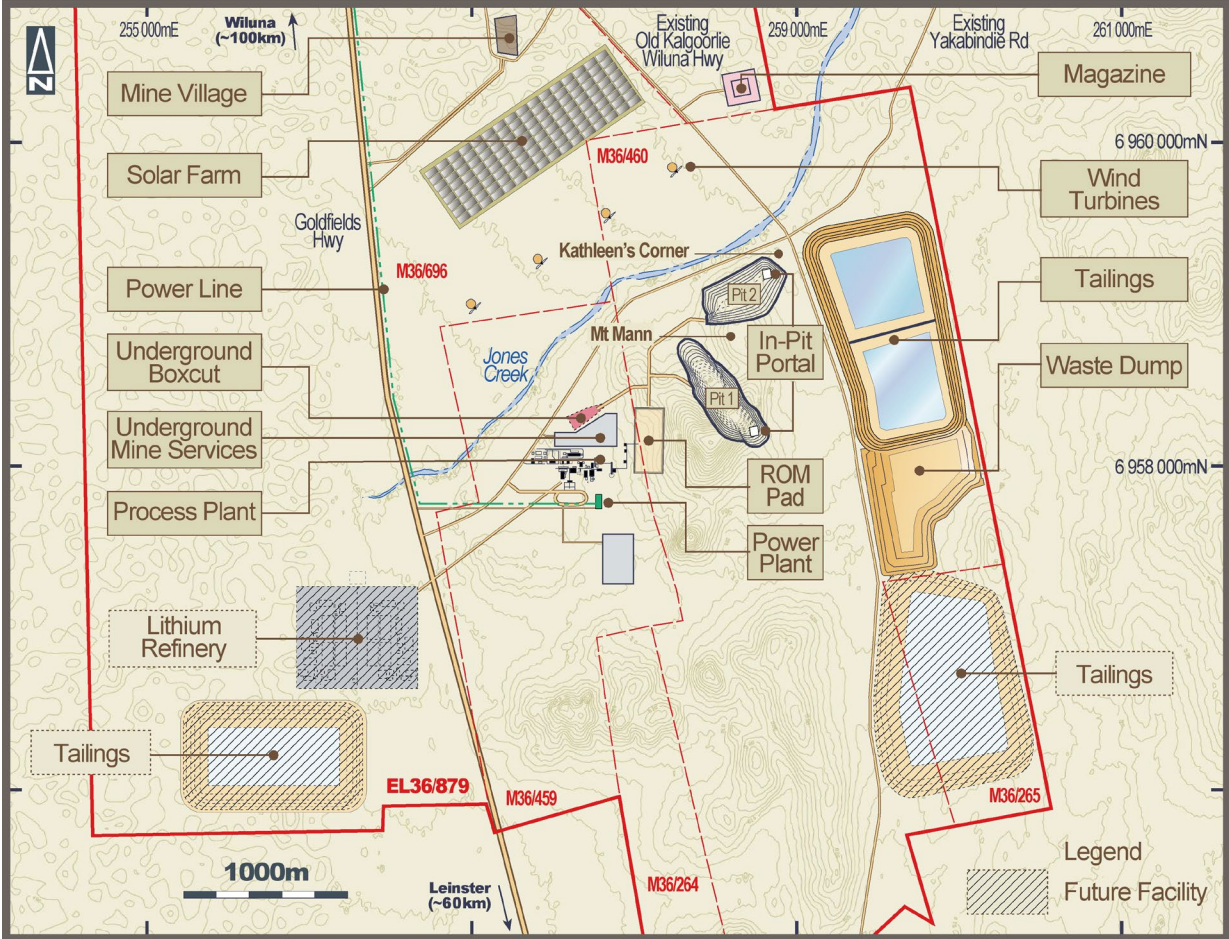 255 000mE
Wiluna
(~100km)
Existing
Old Kalgoorlie
Wiluna Hwy
259 000mE
Existing
Yakabindie Rd
261 000mE
N
Mine Village
Magazine
6 960 000mN
M36/460
Solar Farm
Wind
Turbines
Goldfields
Hwy
Kathleen's Corner
M36/696
Power Line
Tailings
Pit 2
Mt Mann
In-Pit
Portal
Underground
Boxcut
Jones
Creek
Waste Dump
Pit 1
Underground
Mine Services
6 958 000mN
ROM
Pad
Process Plant
Power
Plant
Lithium
Refinery
Tailings
Tailings
EL36/879
M36/459
M36/265
1000m
Legend
Leinster
(~60km)
M36/264
Future Facility